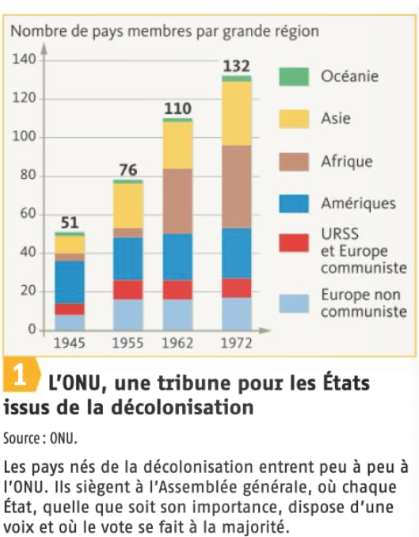 Nombre de pays membres par grande région
140
120
100
80
60
40
20
0
51
76
110
132
1945
1955
1962
1972
Océanie
Asie
Afrique
Amériques
URSS
et Europe
communiste
Europe non
communiste
1 L'ONU, une tribune pour les États
issus de la décolonisation
Source : ONU.
Les pays nés de la décolonisation entrent peu à peu à
l'ONU. Ils siègent à l'Assemblée générale, où chaque
État, quelle que soit son importance, dispose d'une
voix et où le vote se fait à la majorité.